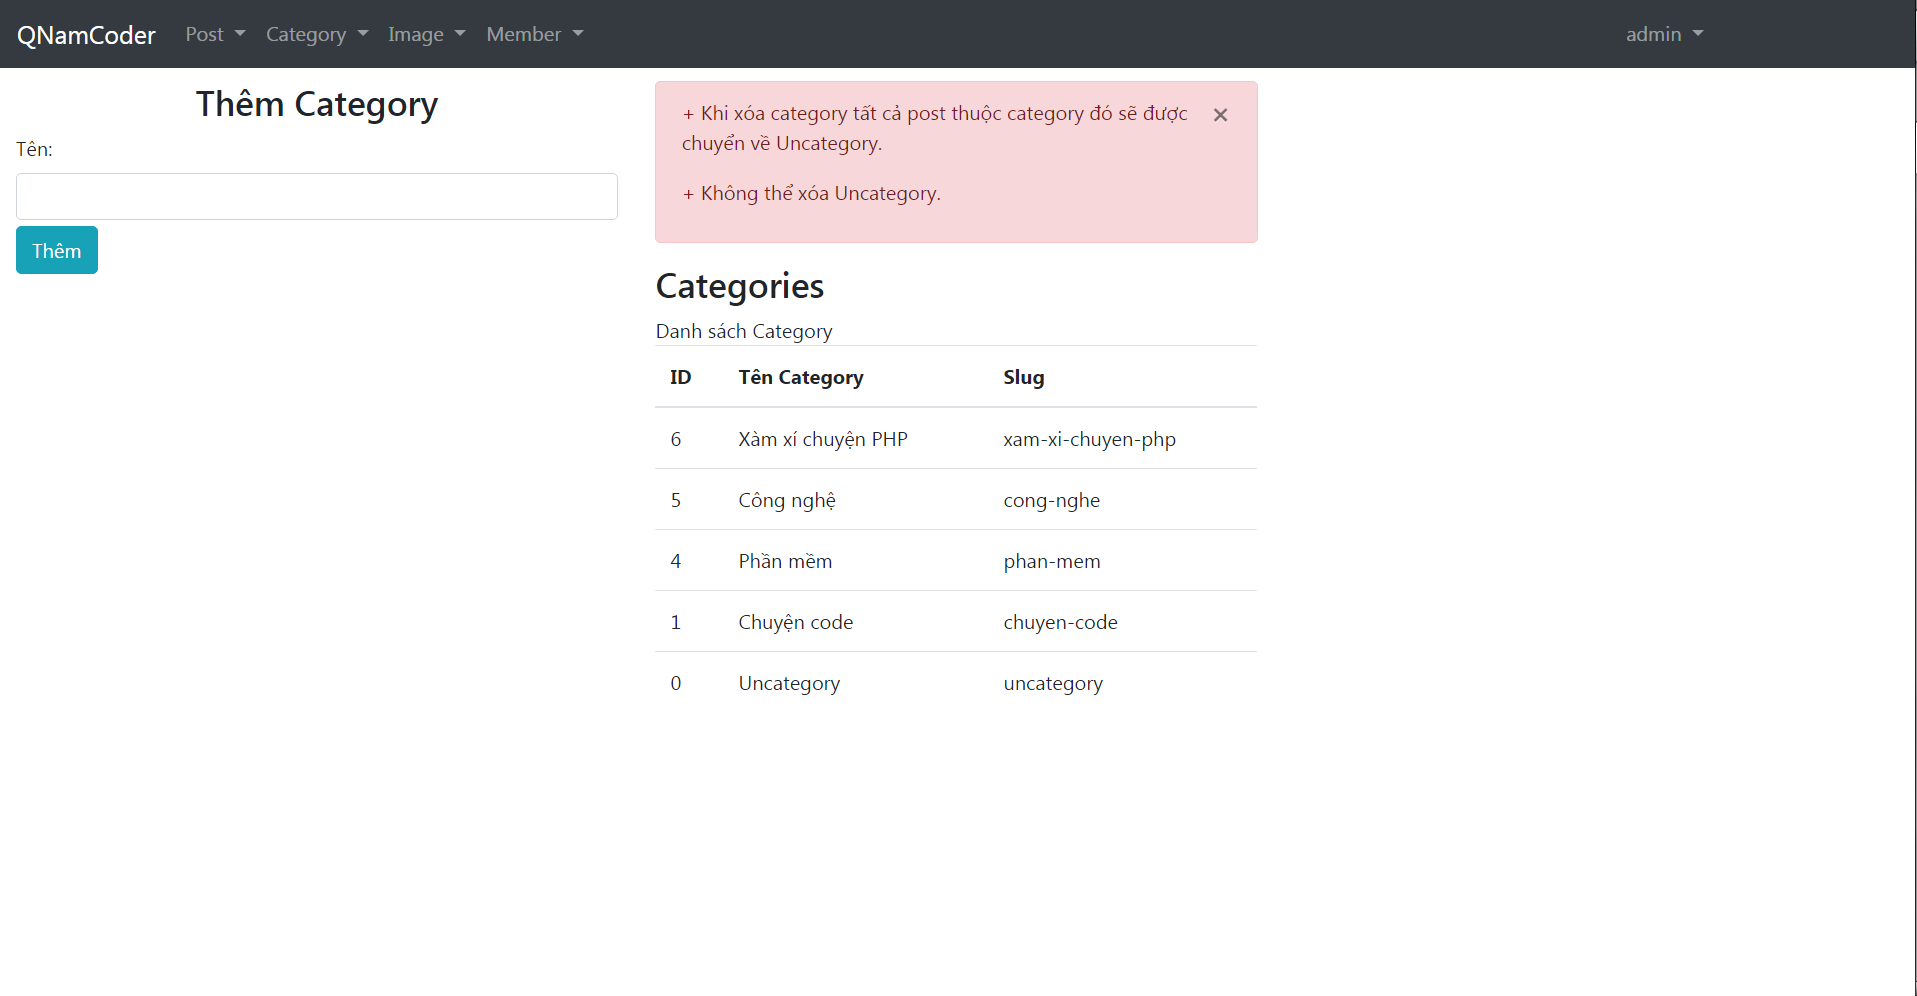 QNamCoder Post Category Image Member admin
Thêm Category
Tên:
Thêm
+ Khi xóa category tất cả post thuộc category đó sẽ được
chuyển về Uncategory.
+ Không thể xóa Uncategory.
×
Categories
Danh sách Category
ID Tên Category Slug
6 Xàm xí chuyện PHP xam-xi-chuyen-php
5 Công nghệ cong-nghe
4 Phần mềm phan-mem
1 Chuyện code chuyen-code
0 Uncategory uncategory